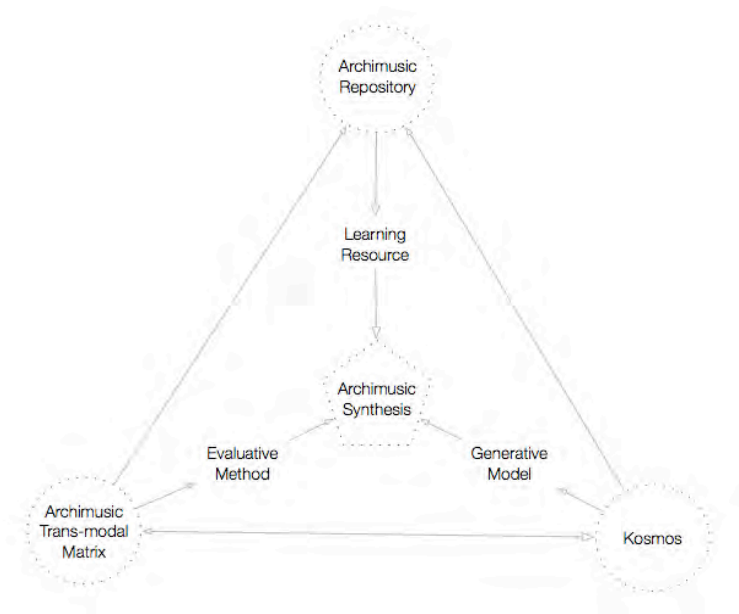 Archimusic
Repository
Learning
Resource
Archimusic
Synthesis
Evaluative
Method
Generative
Model
Archimusic
Trans-modal
Matrix
Kosmos